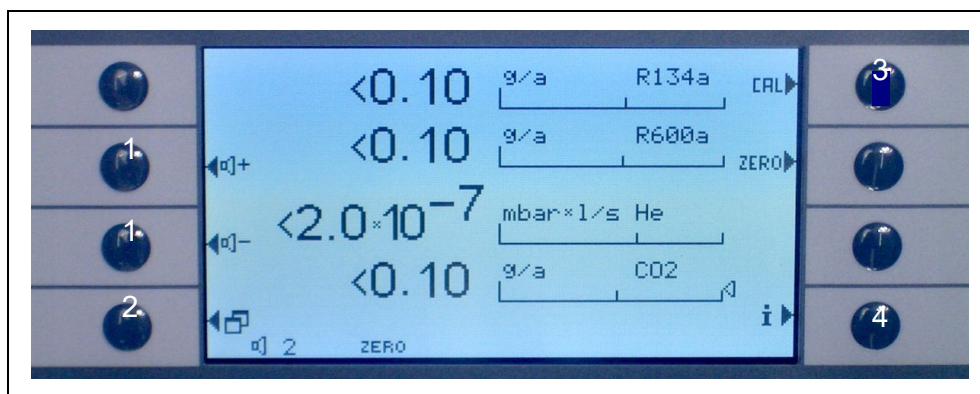 <0.10 g/a R134a CAL 3
1 <0.10 g/a R600a ZERO
+
1 <2.0×10−7 mbar×l/s He
−
2 <0.10 g/a CO2
i 4
2 ZERO